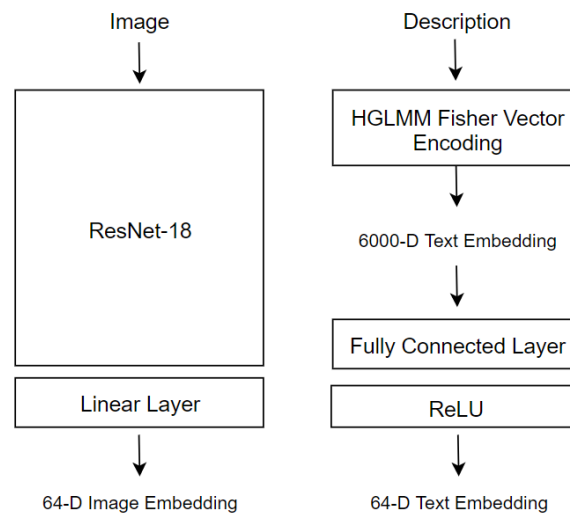 Image
ResNet-18
Linear Layer
64-D Image Embedding
Description
HGLMM Fisher Vector
Encoding
6000-D Text Embedding
Fully Connected Layer
ReLU
64-D Text Embedding